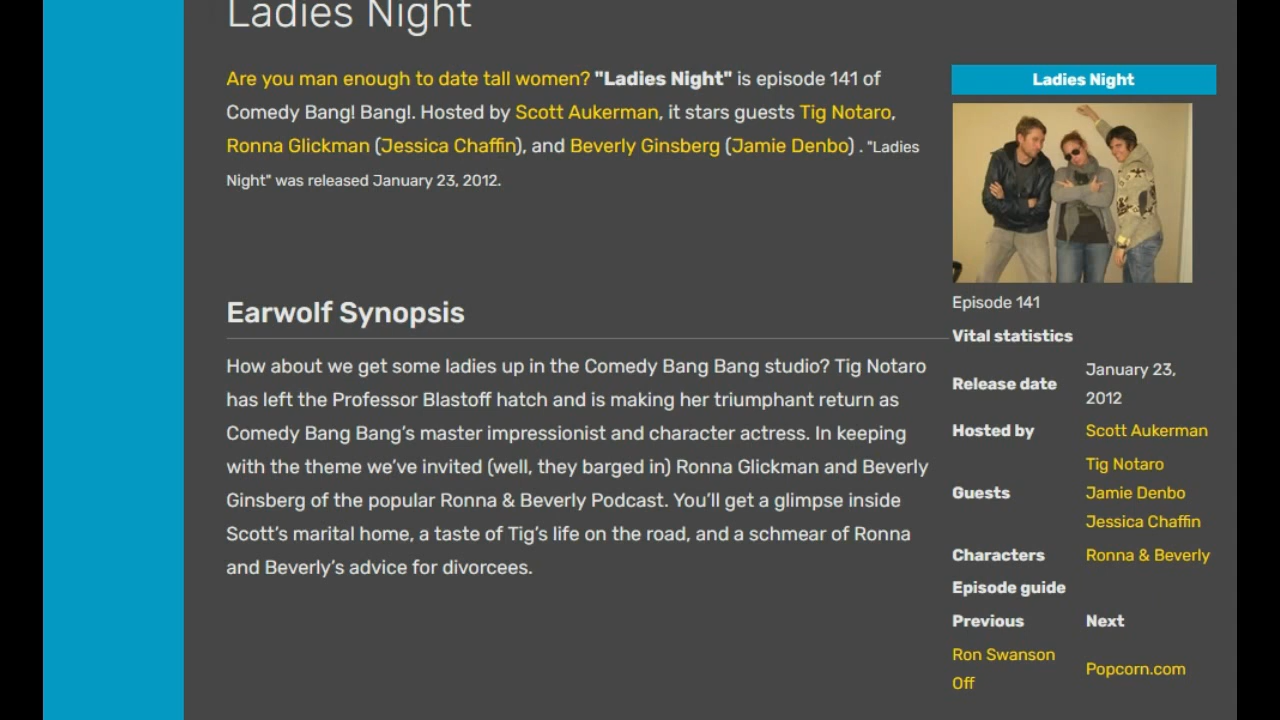 Ladies Night
Are you man enough to date tall women? "Ladies Night" is episode 141 of
Comedy Bang! Bang!. Hosted by Scott Aukerman, it stars guests Tig Notaro,
Ronna Glickman (Jessica Chaffin), and Beverly Ginsberg (Jamie Denbo) . "Ladies
Night" was released January 23, 2012.
Earwolf Synopsis
How about we get some ladies up in the Comedy Bang Bang studio? Tig Notaro
has left the Professor Blastoff hatch and is making her triumphant return as
Comedy Bang Bang’s master impressionist and character actress. In keeping
with the theme we’ve invited (well, they barged in) Ronna Glickman and Beverly
Ginsberg of the popular Ronna & Beverly Podcast. You’ll get a glimpse inside
Scott’s marital home, a taste of Tig’s life on the road, and a schmear of Ronna
and Beverly’s advice for divorcees.
Ladies Night
Episode 141
Vital statistics
Release date January 23,
2012
Hosted by Scott Aukerman
Guests Tig Notaro
Jamie Denbo
Jessica Chaffin
Characters Ronna & Beverly
Episode guide
Previous Next
Ron Swanson
Off Popcorn.com